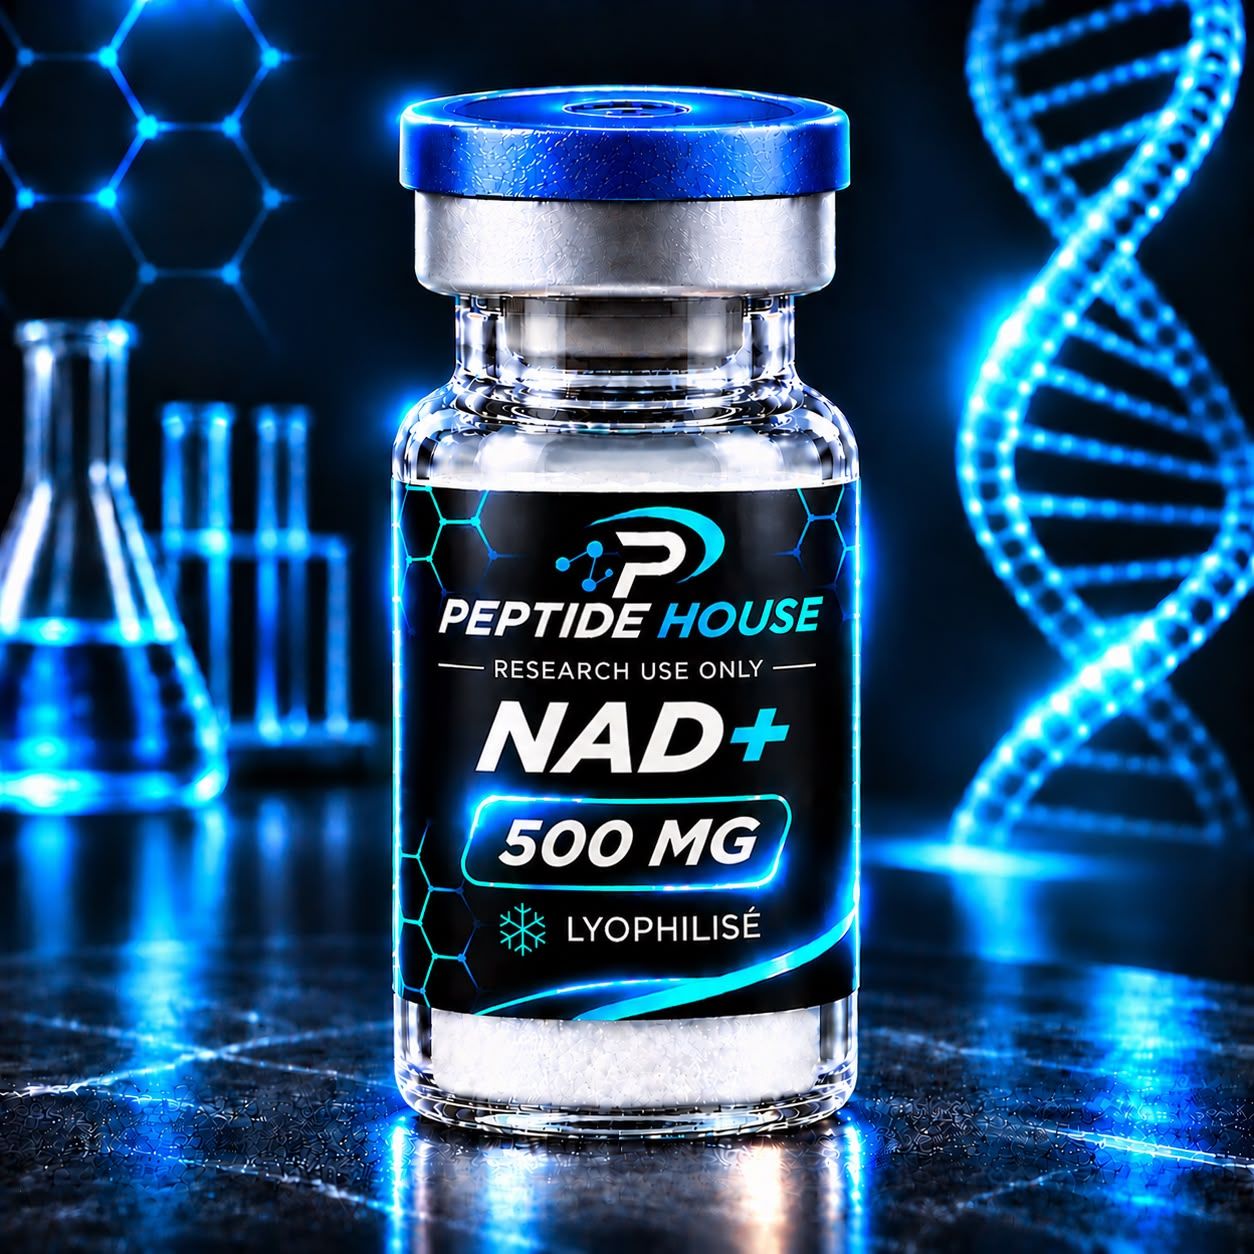 P
PEPTIDE HOUSE
RESEARCH USE ONLY
NAD+
500 MG
LYOPHILISÉ